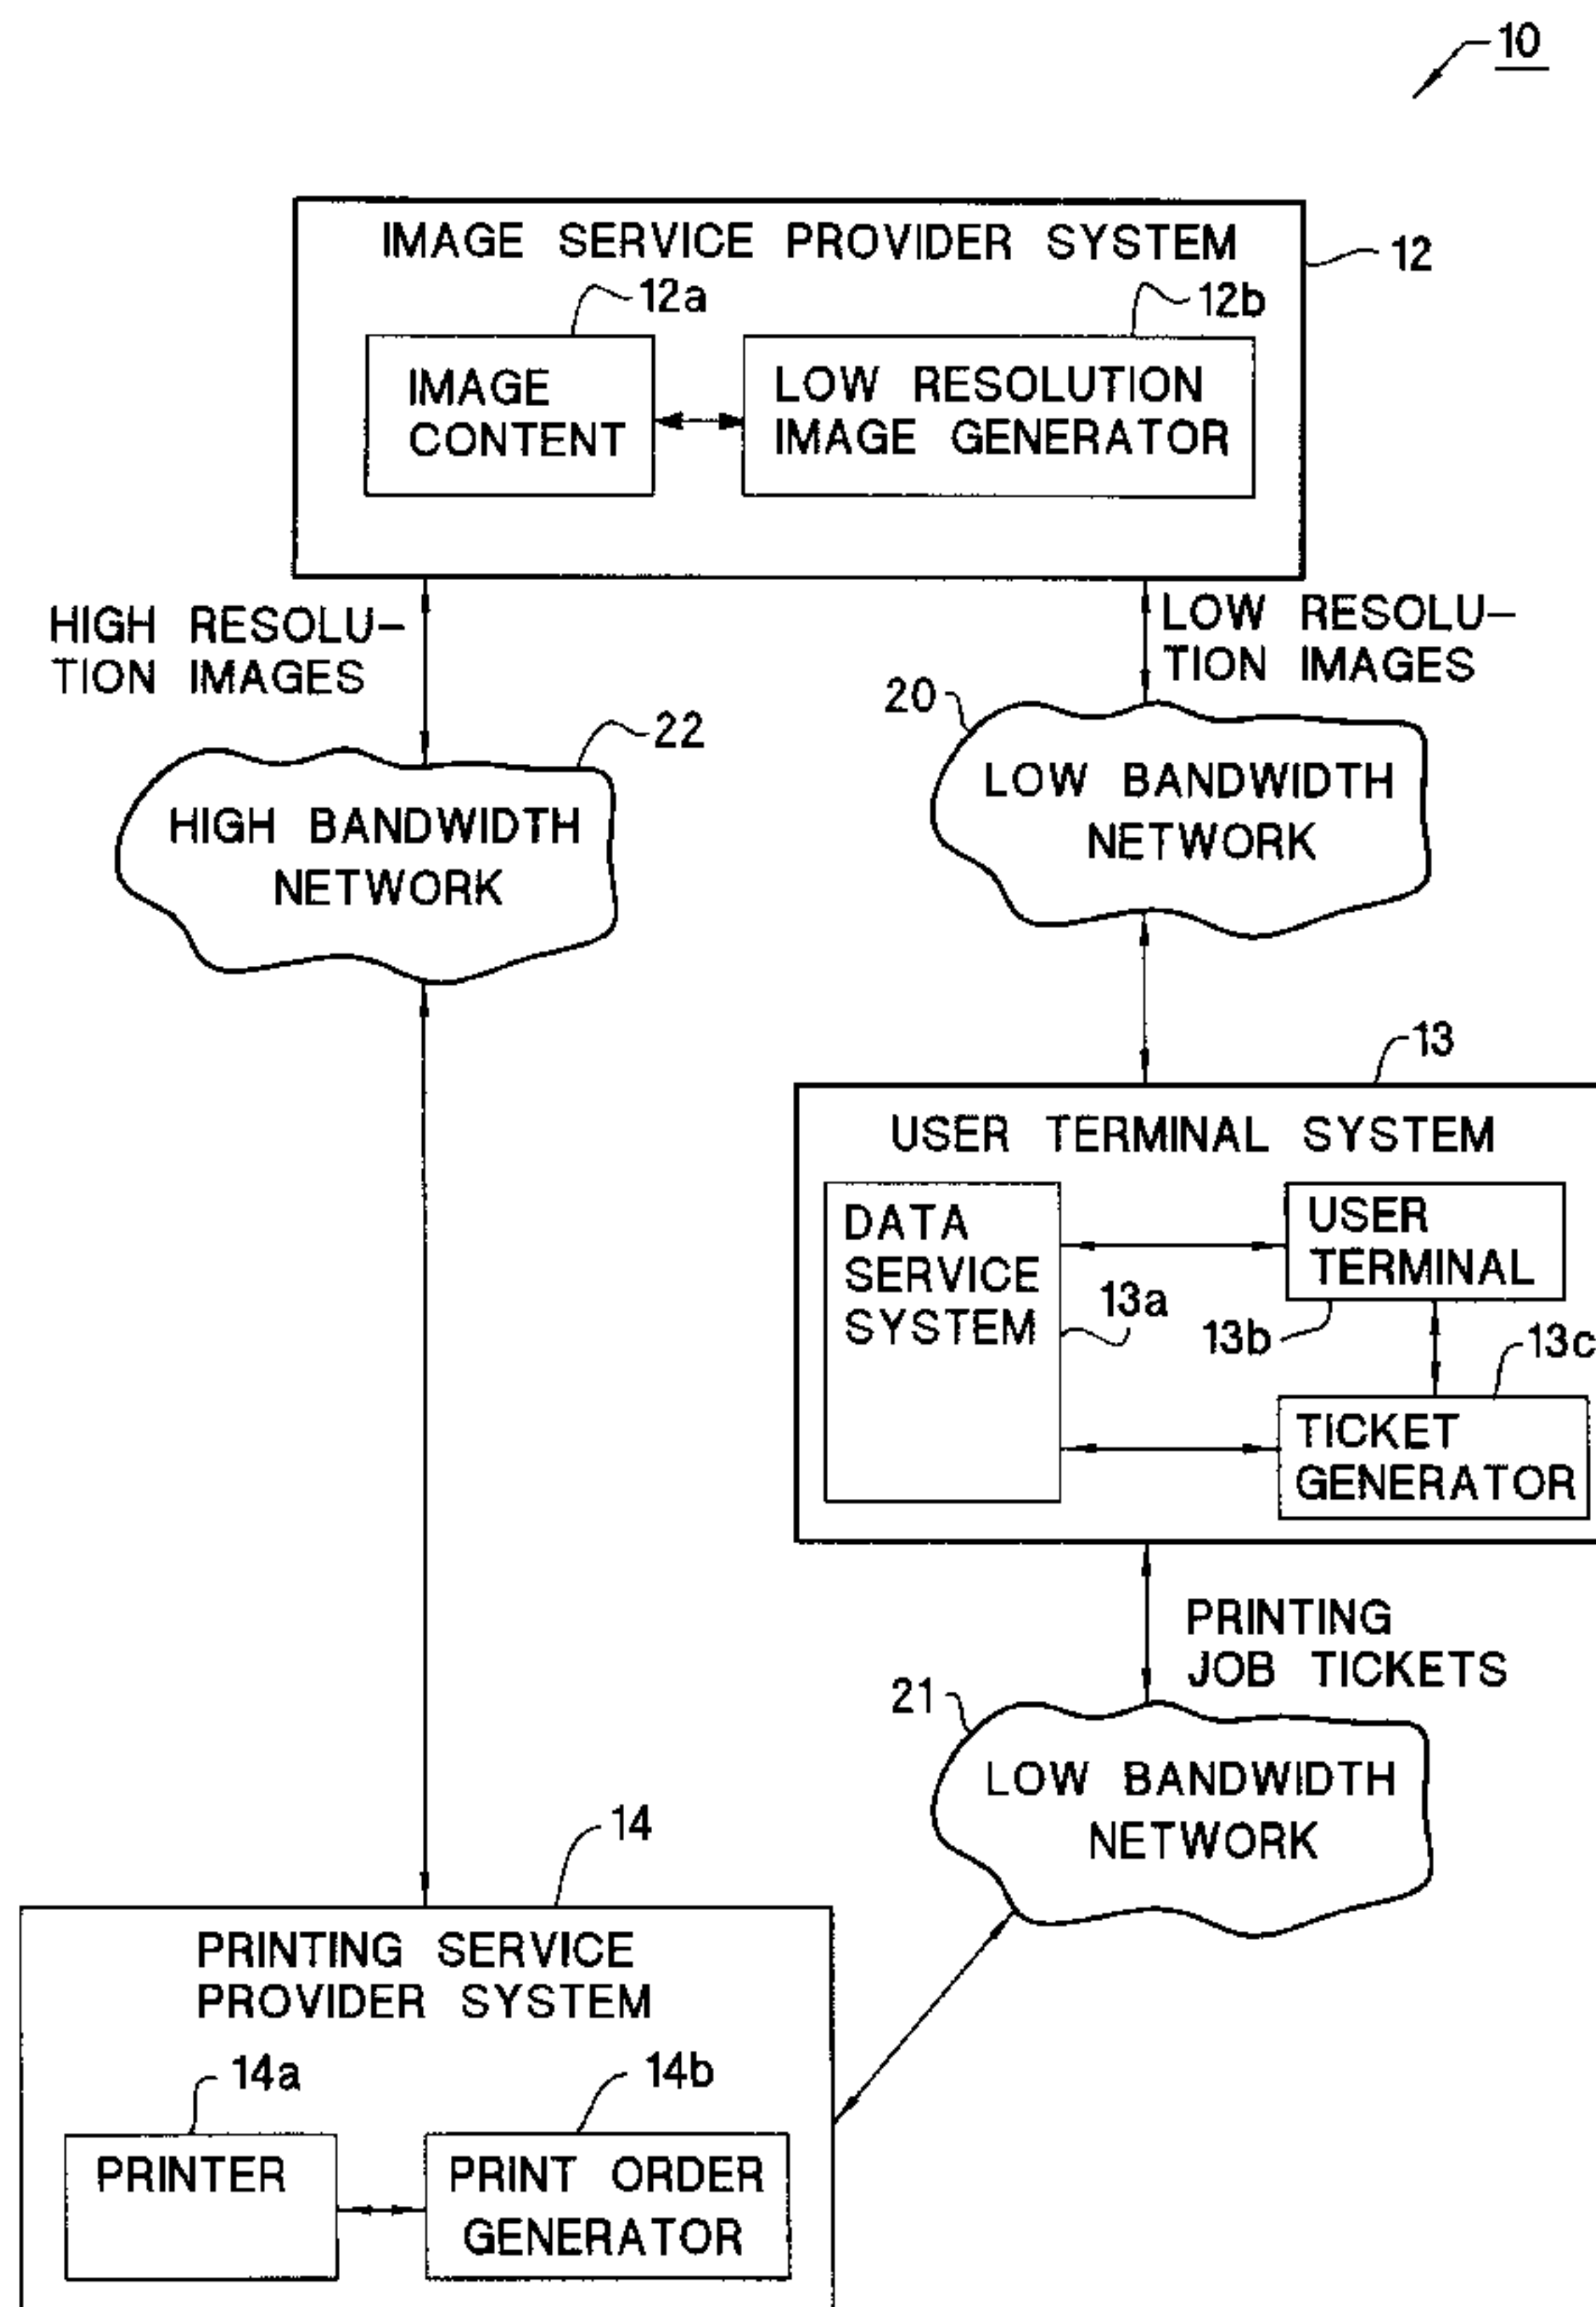 10
IMAGE SERVICE PROVIDER SYSTEM
12
12a
12b
IMAGE
CONTENT
LOW RESOLUTION
IMAGE GENERATOR
HIGH RESOLU-
TION IMAGES
LOW RESOLU-
TION IMAGES
22
HIGH BANDWIDTH
NETWORK
20
LOW BANDWIDTH
NETWORK
13
USER TERMINAL SYSTEM
DATA
SERVICE
SYSTEM
13a
USER
TERMINAL
13b
13c
TICKET
GENERATOR
PRINTING
JOB TICKETS
21
LOW BANDWIDTH
NETWORK
14
PRINTING SERVICE
PROVIDER SYSTEM
14a
14b
PRINTER
PRINT ORDER
GENERATOR